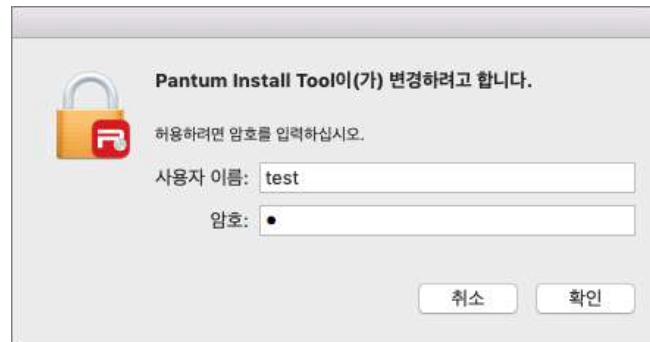 Pantum Install Tool이(가) 변경하려고 합니다.
허용하려면 암호를 입력하십시오.
사용자 이름: test
암호: •
취소 확인